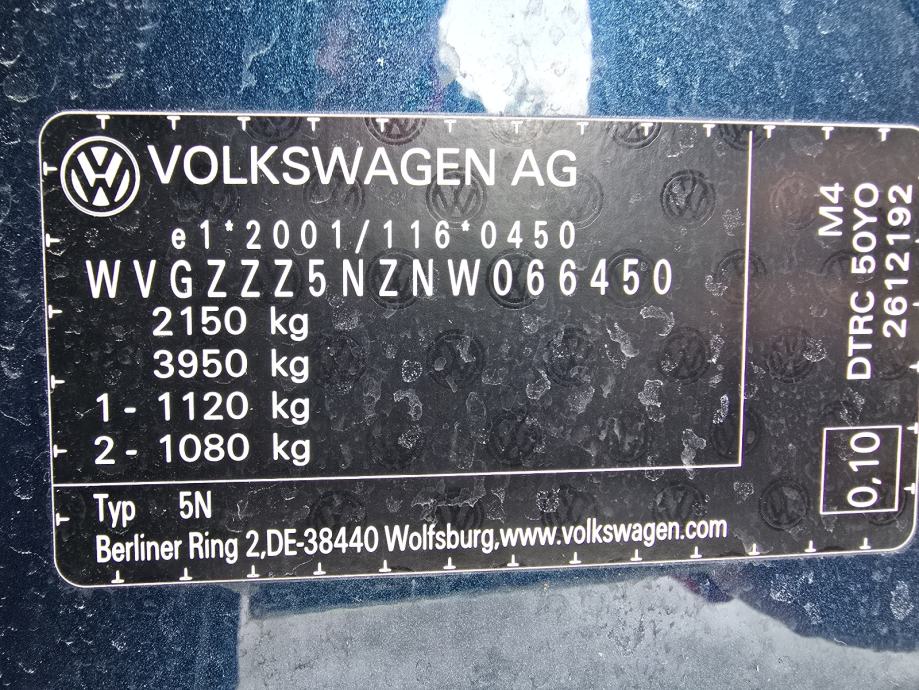 VOLKSWAGEN AG
e1*2001/116*0450
WVGZZZ5NZNW066450
2150 kg
3950 kg
1- 1120 kg
2- 1080 kg
Typ 5N
Berliner Ring 2,DE-38440 Wolfsburg,www.volkswagen.com
M4
DTRC 50YO
2612192
0,10